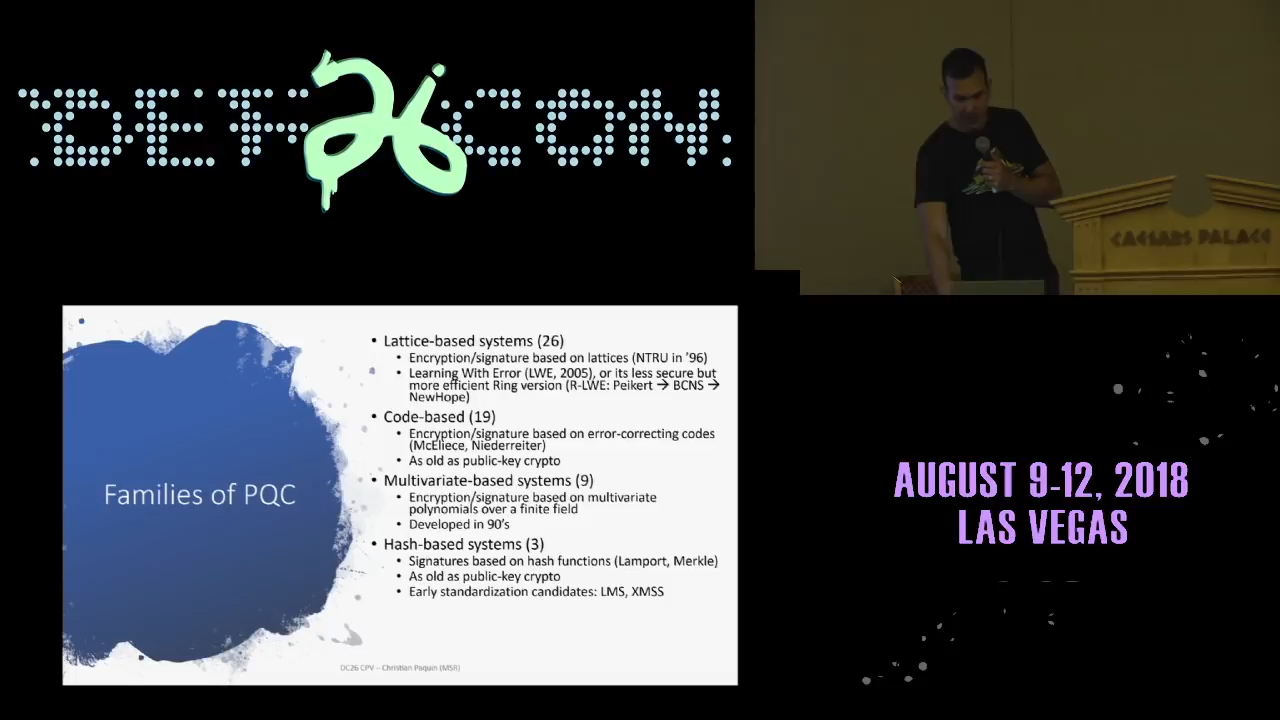 DEF 26 CON
CAESARS PALACE
Families of PQC
• Lattice-based systems (26)
• Encryption/signature based on lattices (NTRU in '96)
• Learning With Error (LWE, 2005), or its less secure but
more efficient Ring version (R-LWE: Peikert → BCNS →
NewHope)
• Code-based (19)
• Encryption/signature based on error-correcting codes
(McEliece, Niederreiter)
• As old as public-key crypto
• Multivariate-based systems (9)
• Encryption/signature based on multivariate
polynomials over a finite field
• Developed in 90's
• Hash-based systems (3)
• Signatures based on hash functions (Lamport, Merkle)
• As old as public-key crypto
• Early standardization candidates: LMS, XMSS
DC26 CPV – Christian Paquin (MSR)
AUGUST 9-12, 2018
LAS VEGAS